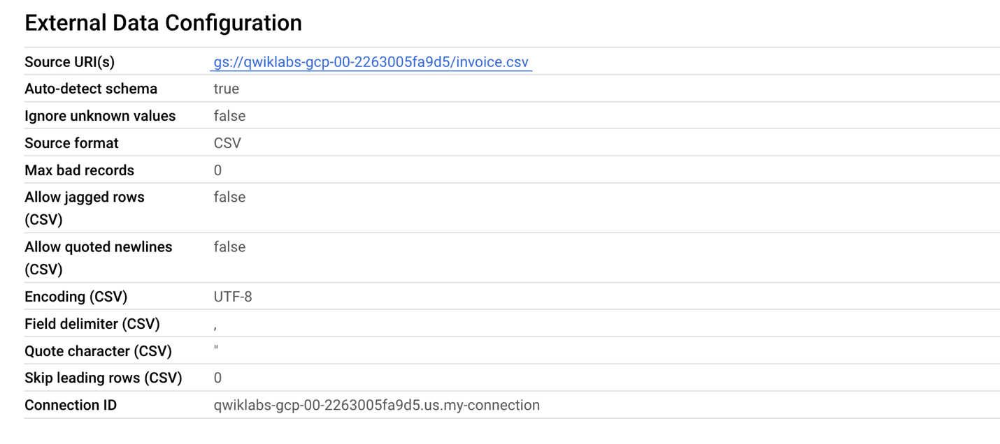 External Data Configuration
Source URI(s) gs://qwiklabs-gcp-00-2263005fa9d5/invoice.csv
Auto-detect schema true
Ignore unknown values false
Source format CSV
Max bad records 0
Allow jagged rows false
(CSV)
Allow quoted newlines false
(CSV)
Encoding (CSV) UTF-8
Field delimiter (CSV) ,
Quote character (CSV) "
Skip leading rows (CSV) 0
Connection ID qwiklabs-gcp-00-2263005fa9d5.us.my-connection